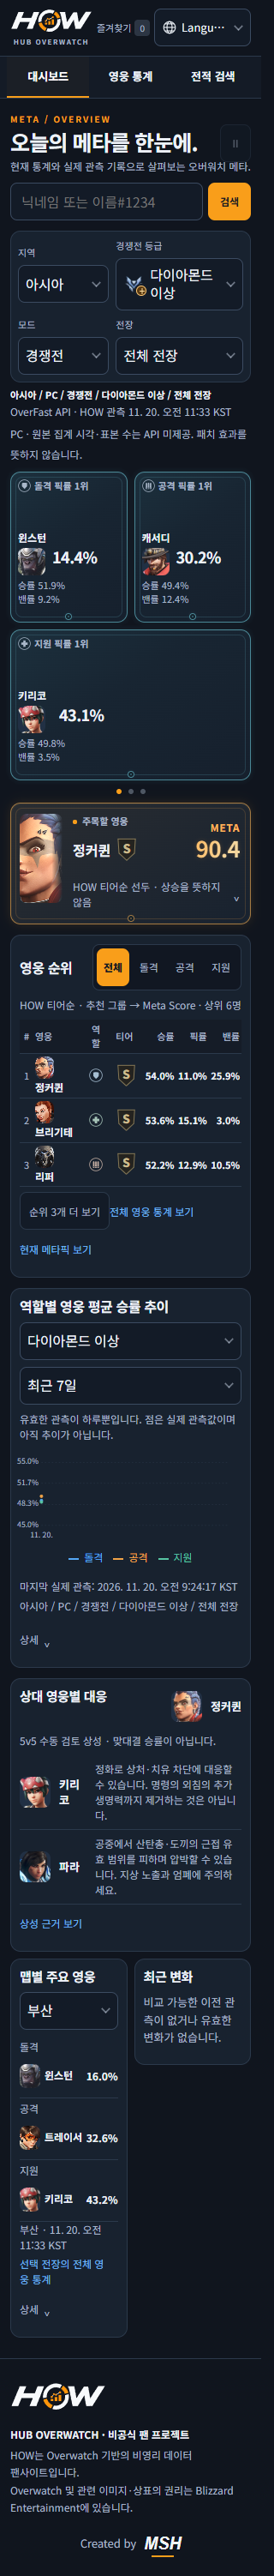 HOW
HUB OVERWATCH
즐겨찾기 0
Langu···
대시보드 영웅 통계 전적 검색
META / OVERVIEW
오늘의 메타를 한눈에.
현재 통계와 실제 관측 기록으로 살펴보는 오버워치 메타.
닉네임 또는 이름#1234
검색
지역
경쟁전 등급
아시아
다이아몬드
이상
모드
전장
경쟁전
전체 전장
아시아 / PC / 경쟁전 / 다이아몬드 이상 / 전체 전장
OverFast API · HOW 관측 11. 20. 오전 11:33 KST
PC · 원본 집계 시각·표본 수는 API 미제공. 패치 효과를
뜻하지 않습니다.
돌격 픽률 1위
윈스턴
14.4%
승률 51.9%
밴률 9.2%
공격 픽률 1위
캐서디
30.2%
승률 49.4%
밴률 12.4%
지원 픽률 1위
키리코
43.1%
승률 49.8%
밴률 3.5%
주목할 영웅
META
정커퀸 S 90.4
HOW 티어순 선두 · 상승을 뜻하지
않음
영웅 순위
전체 돌격 공격 지원
HOW 티어순 · 추천 그룹 → Meta Score · 상위 6명
# 영웅 역할 티어 승률 픽률 밴률
1 정커퀸 S 54.0% 11.0% 25.9%
2 브리기테 S 53.6% 15.1% 3.0%
3 리퍼 S 52.2% 12.9% 10.5%
순위 3개 더 보기
전체 영웅 통계 보기
현재 메타픽 보기
역할별 영웅 평균 승률 추이
다이아몬드 이상
최근 7일
유효한 관측이 하루뿐입니다. 점은 실제 관측값이며
아직 추이가 아닙니다.
55.0%
51.7%
48.3%
45.0%
11. 20.
돌격 공격 지원
마지막 실제 관측: 2026. 11. 20. 오전 9:24:17 KST
아시아 / PC / 경쟁전 / 다이아몬드 이상 / 전체 전장
상세
상대 영웅별 대응
정커퀸
5v5 수동 검토 상성 · 맞대결 승률이 아닙니다.
키리
코
정화로 상처·치유 차단에 대응할
수 있습니다. 명령의 외침의 추가
생명력까지 제거하는 것은 아닙니
다.
파라
공중에서 산탄총·도끼의 근접 유
효 범위를 피하며 압박할 수 있습
니다. 지상 노출과 엄폐에 주의하
세요.
상성 근거 보기
맵별 주요 영웅
부산
돌격
윈스턴 16.0%
공격
트레이서 32.6%
지원
키리코 43.2%
부산 · 11. 20. 오전
11:33 KST
선택 전장의 전체 영
웅 통계
상세
최근 변화
비교 가능한 이전 관
측이 없거나 유효한
변화가 없습니다.
HOW
HUB OVERWATCH · 비공식 팬 프로젝트
HOW는 Overwatch 기반의 비영리 데이터
팬사이트입니다.
Overwatch 및 관련 이미지·상표의 권리는 Blizzard
Entertainment에 있습니다.
Created by MSH